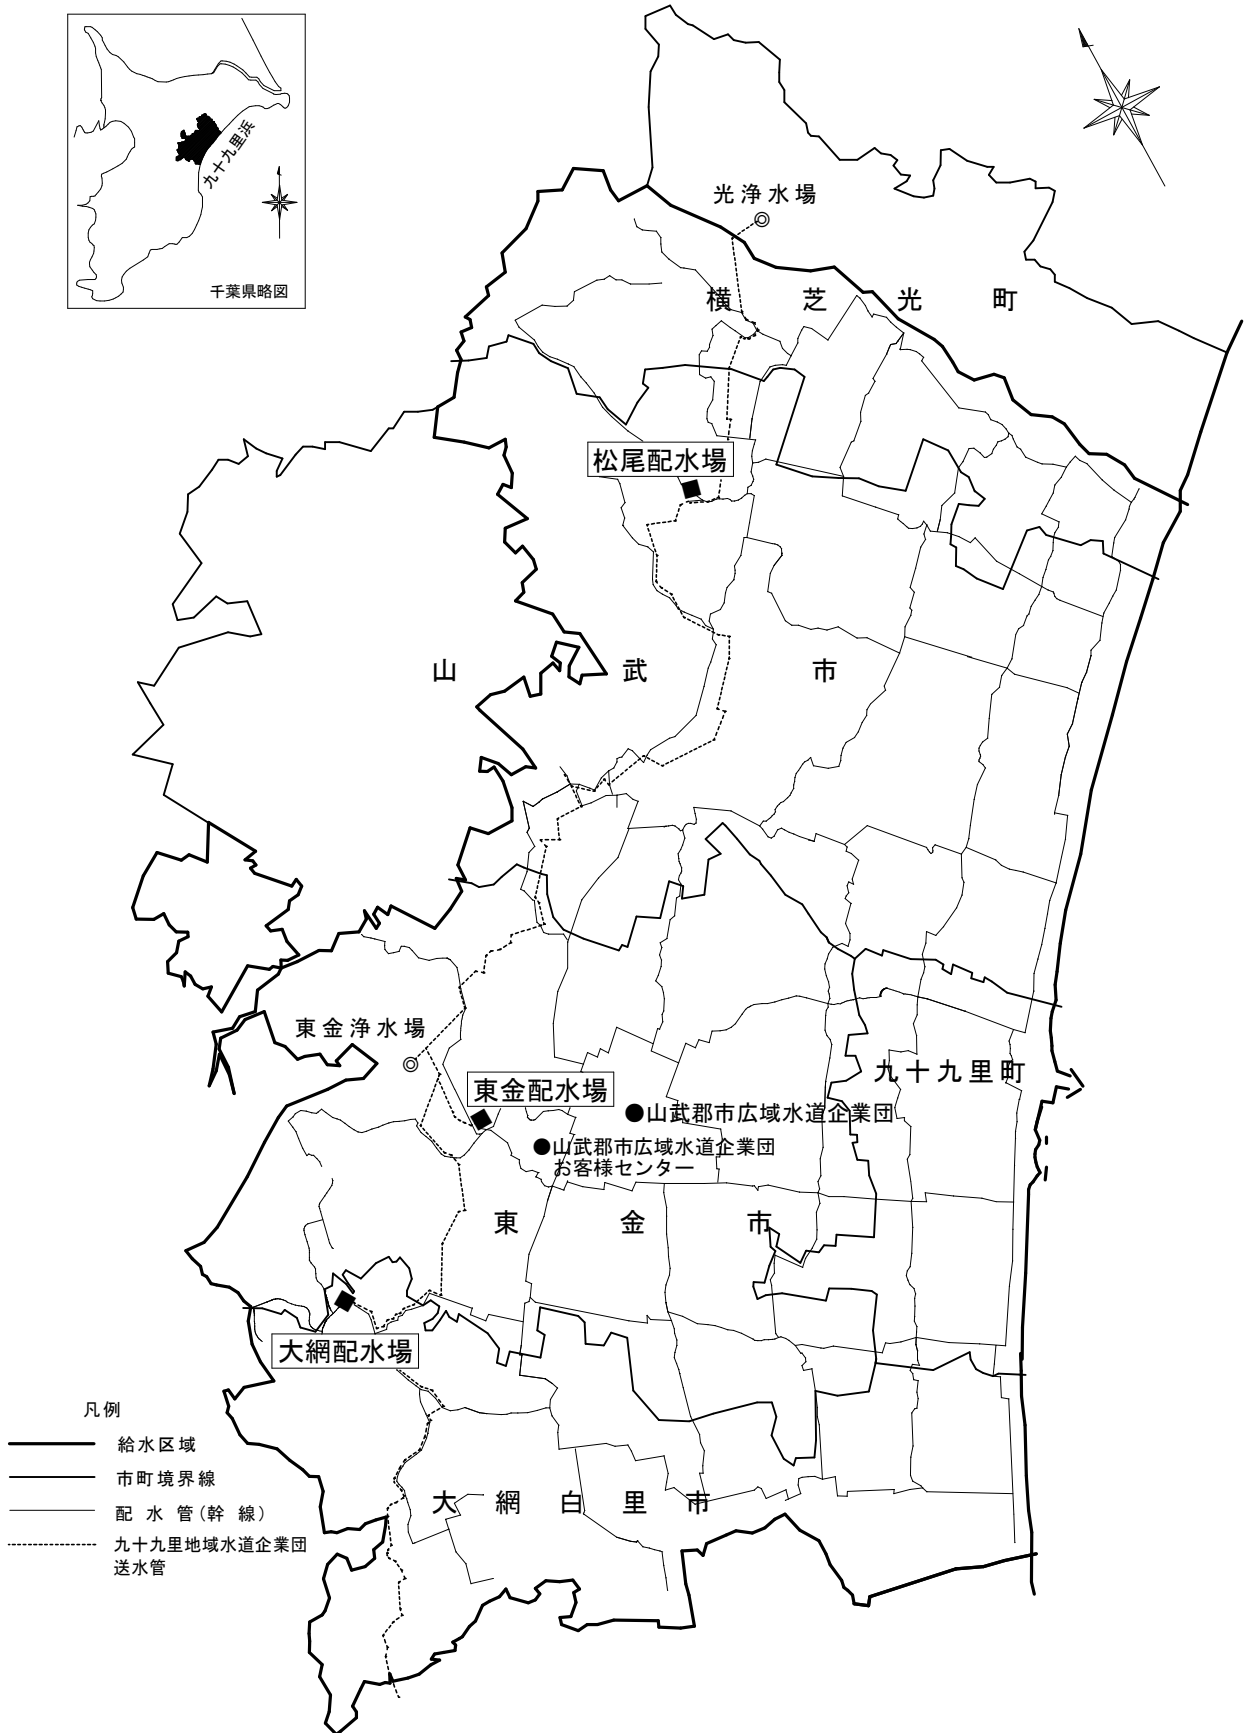 九十九里浜
千葉県略図
光浄水場
横芝光町
松尾配水場
山武市
東金浄水場
九十九里町
東金配水場
●山武郡市広域水道企業団
●山武郡市広域水道企業団
お客様センター
東金市
大網配水場
大網白里市
凡例
給水区域
市町境界線
配水管(幹線)
九十九里地域水道企業団
送水管